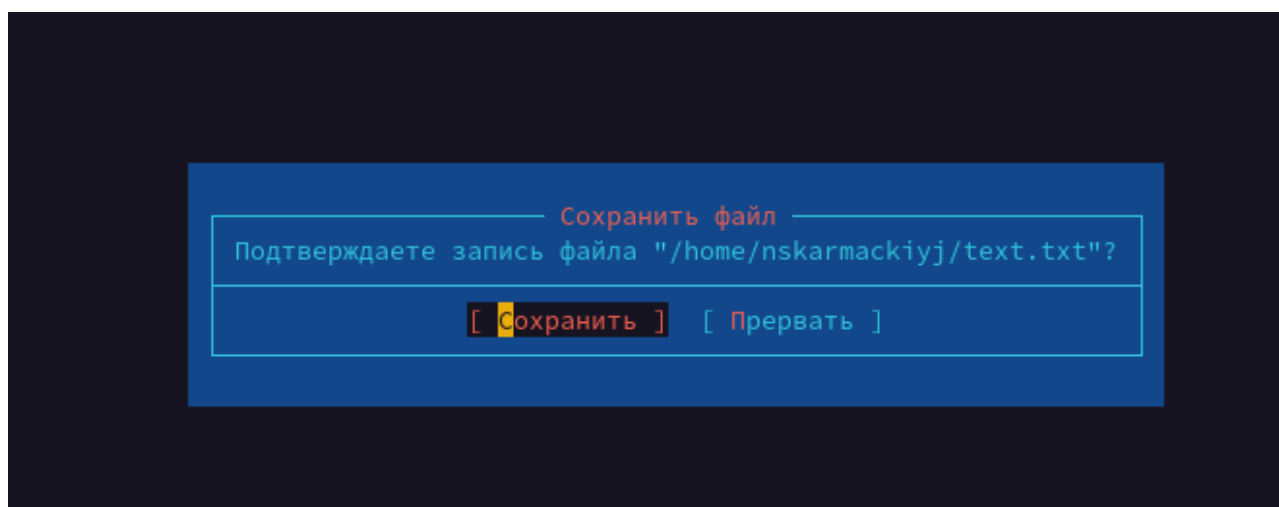 Сохранить файл
Подтверждаете запись файла "/home/nskarmackiyj/text.txt"?
[ Сохранить ] [ Прервать ]